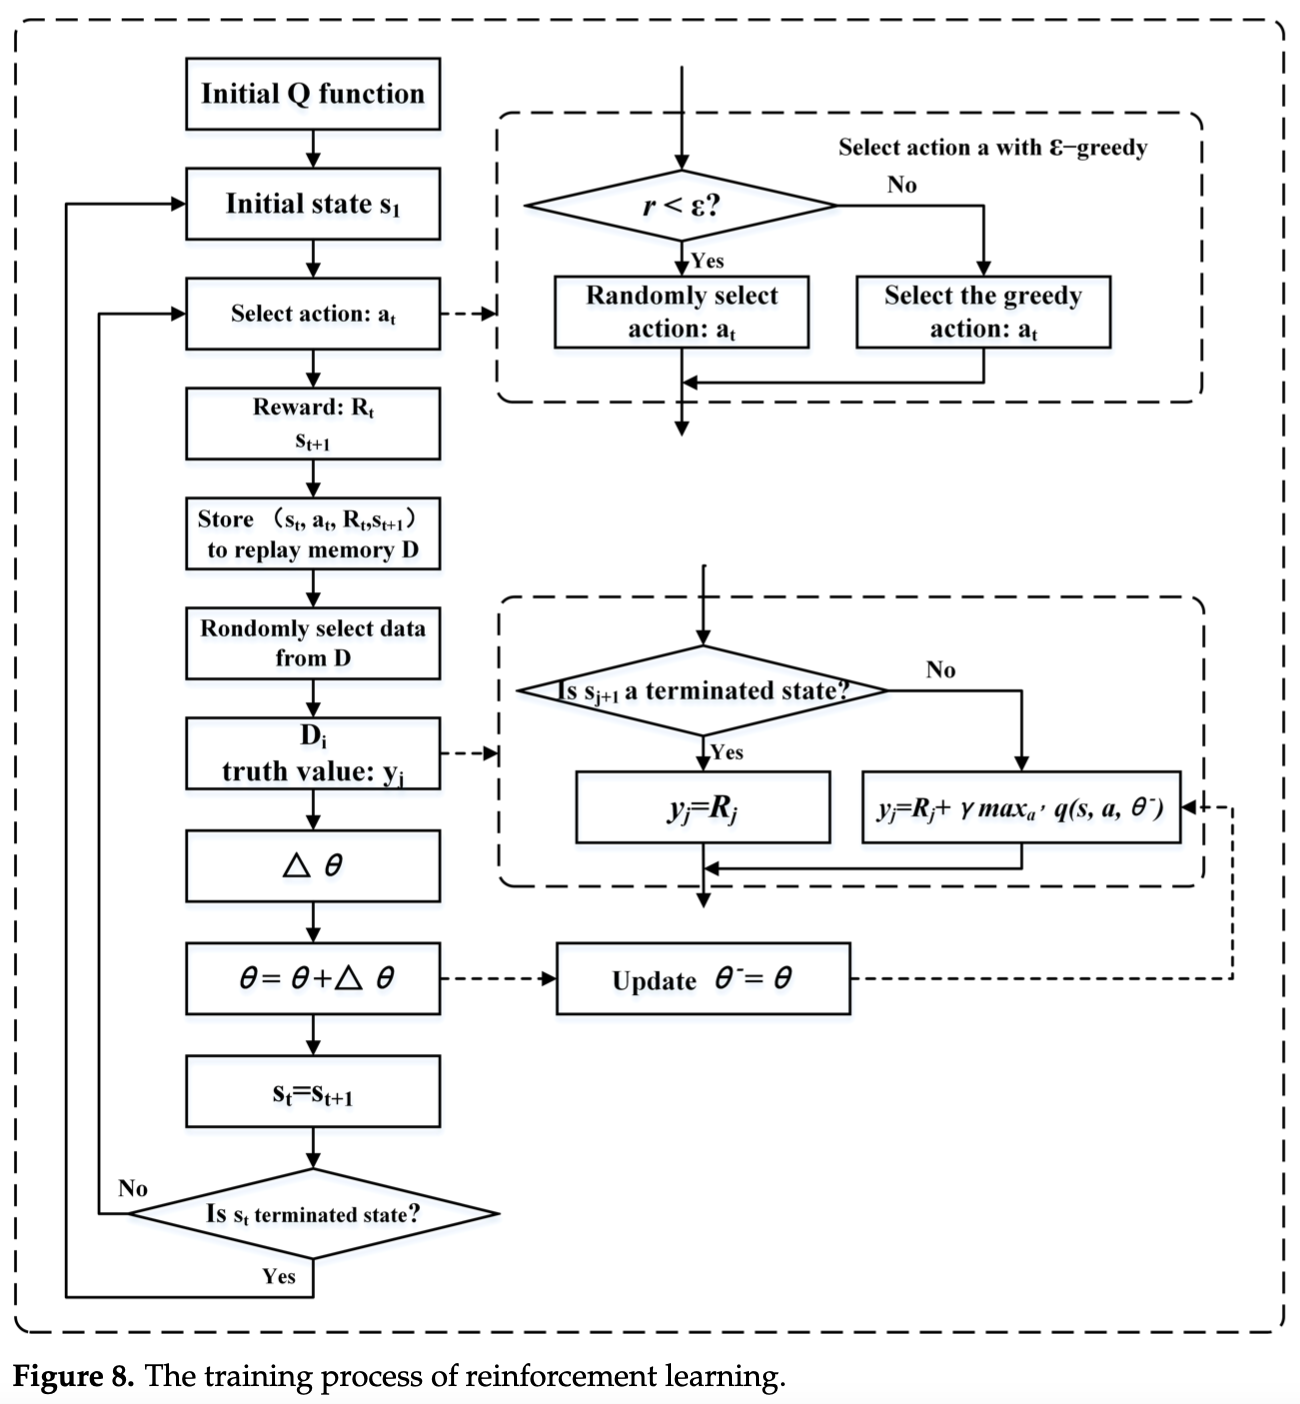 Initial Q function
Initial state s₁
Select action: aₜ
Reward: Rₜ
sₜ₊₁
Store （sₜ, aₜ, Rₜ,sₜ₊₁）
to replay memory D
Rondomly select data
from D
Dᵢ
truth value: yⱼ
△ θ
θ= θ+△ θ
sₜ=sₜ₊₁
Is sₜ terminated state?
No
Yes
Select action a with ε−greedy
r < ε?
No
Yes
Randomly select
action: aₜ
Select the greedy
action: aₜ
Is sⱼ₊₁ a terminated state?
No
Yes
yⱼ=Rⱼ
yⱼ=Rⱼ+ γ maxₐ′ q(s, a, θ⁻)
Update θ⁻= θ
Figure 8. The training process of reinforcement learning.